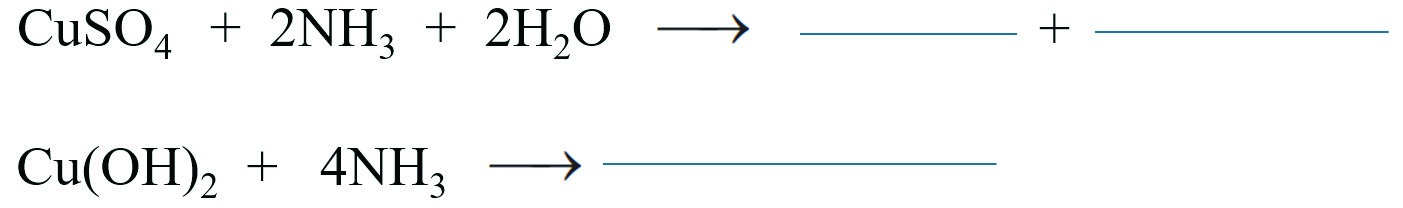 CuSO₄ + 2NH₃ + 2H₂O ⟶ ________ + ________
Cu(OH)₂ + 4NH₃ ⟶ ________